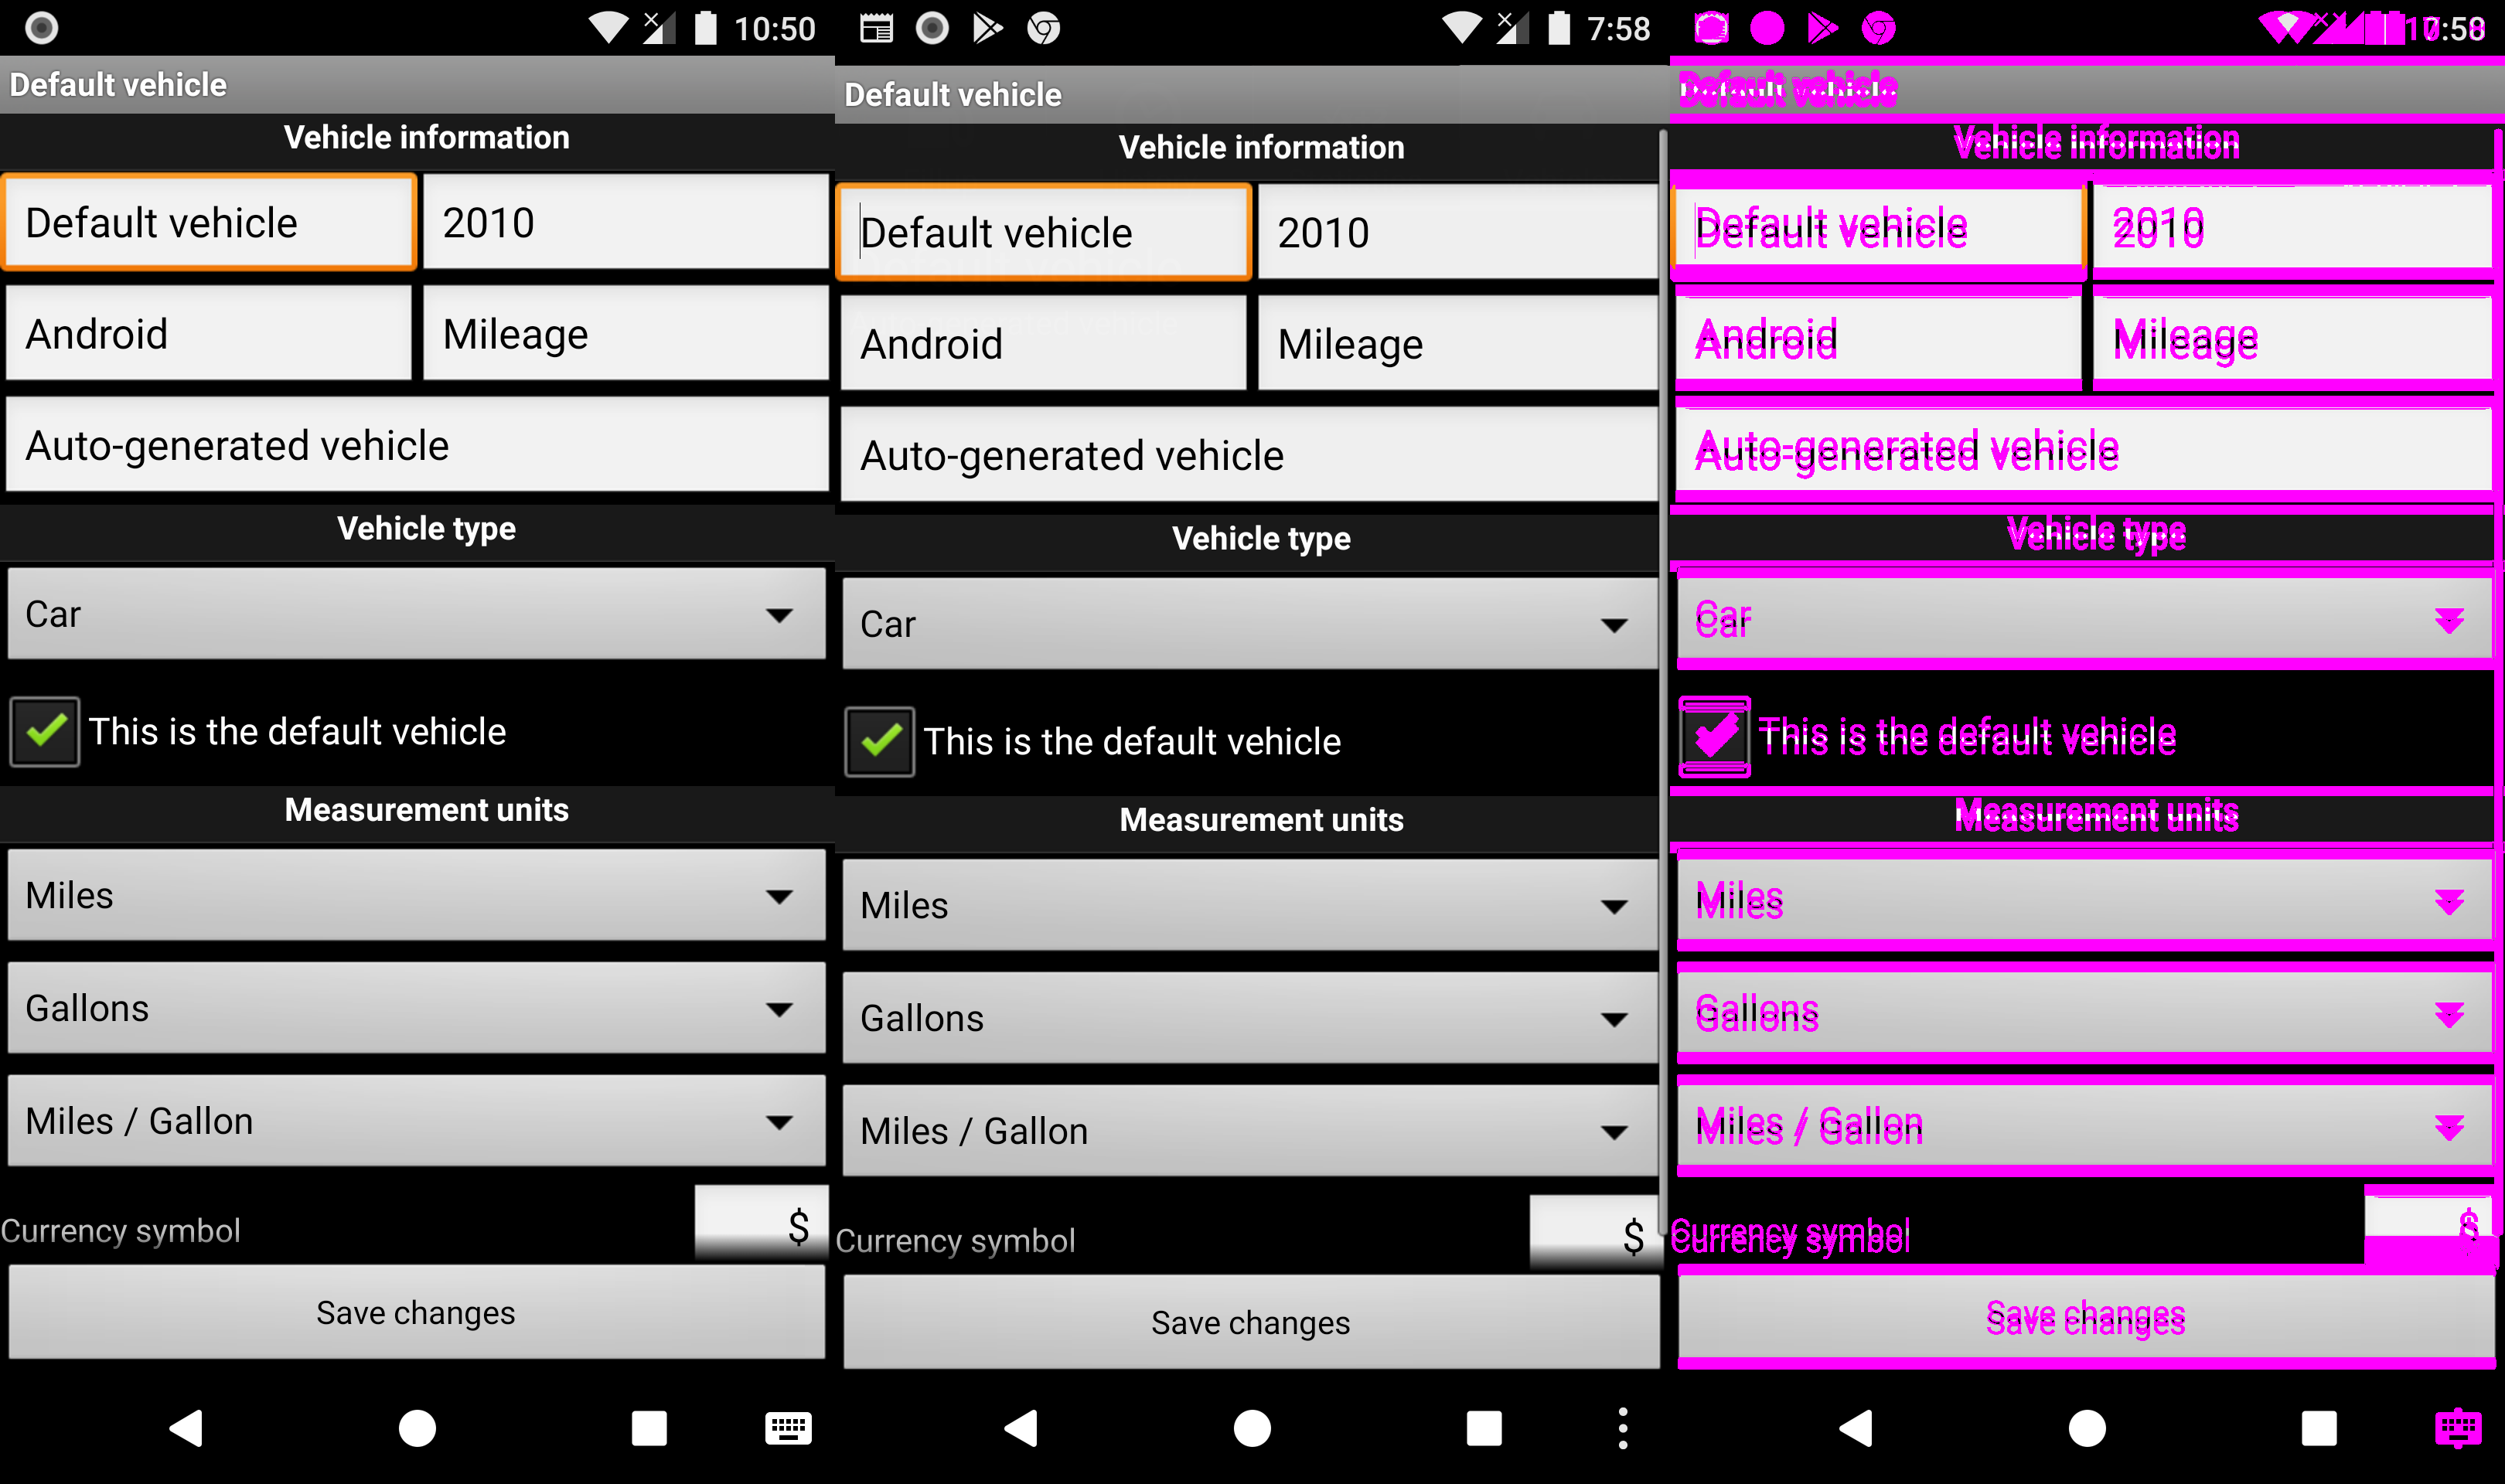 10:50
Default vehicle
Vehicle information
Default vehicle 2010
Android Mileage
Auto-generated vehicle
Vehicle type
Car
This is the default vehicle
Measurement units
Miles
Gallons
Miles / Gallon
Currency symbol $
Save changes
7:58
Default vehicle
Vehicle information
Default vehicle 2010
Android Mileage
Auto-generated vehicle
Vehicle type
Car
This is the default vehicle
Measurement units
Miles
Gallons
Miles / Gallon
Currency symbol $
Save changes
Default vehicle
Vehicle information
Default vehicle 2010
Android Mileage
Auto-generated vehicle
Vehicle type
Car
This is the default vehicle
Measurement units
Miles
Gallons
Miles / Gallon
Currency symbol $
Save changes